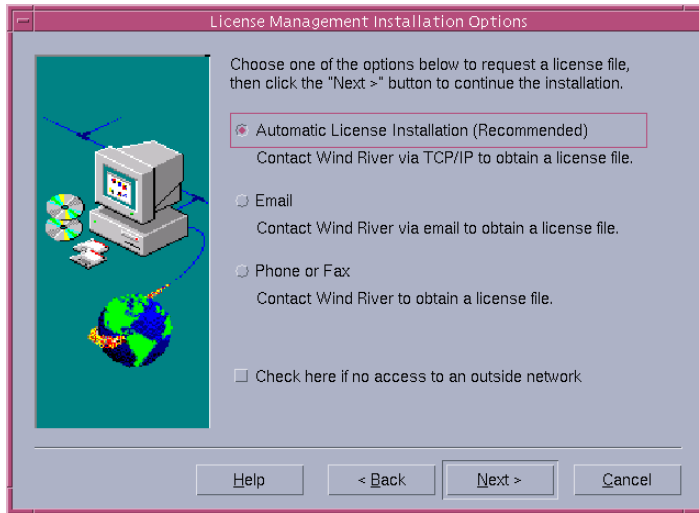 License Management Installation Options
Choose one of the options below to request a license file,
then click the "Next >" button to continue the installation.
Automatic License Installation (Recommended)
Contact Wind River via TCP/IP to obtain a license file.
Email
Contact Wind River via email to obtain a license file.
Phone or Fax
Contact Wind River to obtain a license file.
Check here if no access to an outside network
Help
< Back
Next >
Cancel